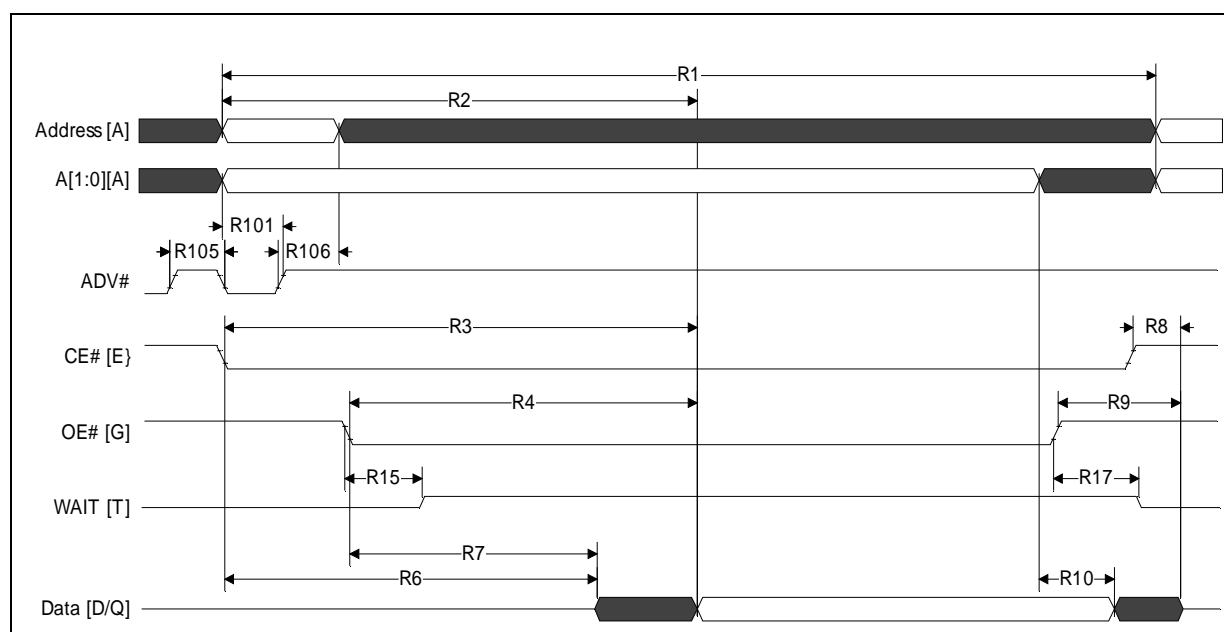 R1
R2
Address [A]
A[1:0][A]
R101
R105
R106
ADV#
R3
R8
CE# [E}
R4
R9
OE# [G]
R15
R17
WAIT [T]
R7
R6
R10
Data [D/Q]